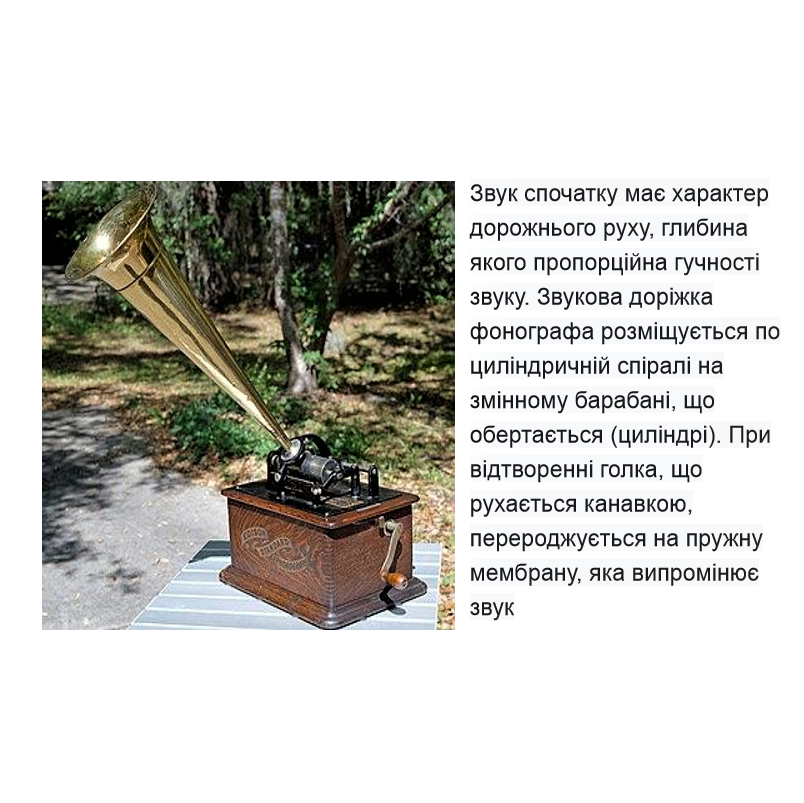 Звук спочатку має характер
дорожнього руху, глибина
якого пропорційна гучності
звуку. Звукова доріжка
фонографа розміщується по
циліндричній спіралі на
змінному барабані, що
обертається (циліндрі). При
відтворенні голка, що
рухається канавкою,
перероджується на пружну
мембрану, яка випромінює
звук